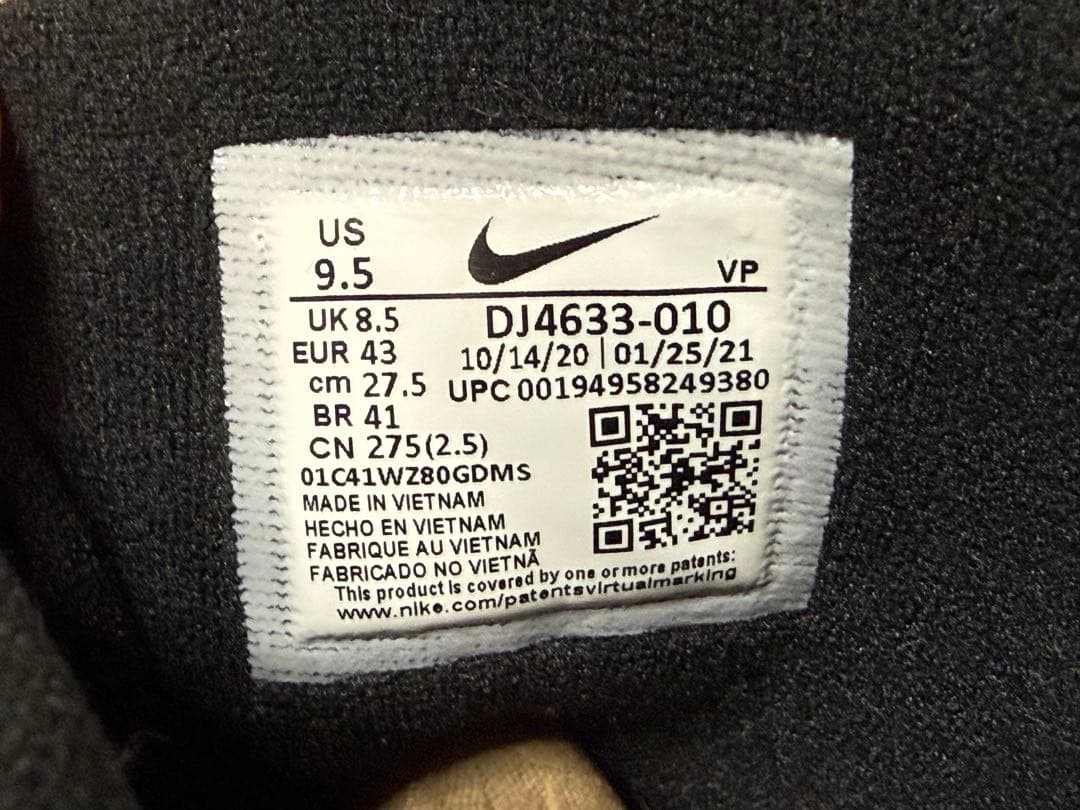 US
9.5
VP
UK 8.5
EUR 43
cm 27.5
BR 41
CN 275(2.5)
DJ4633-010
10/14/20 | 01/25/21
UPC 00194958249380
01C41WZ80GDMS
MADE IN VIETNAM
HECHO EN VIETNAM
FABRIQUE AU VIETNAM
FABRICADO NO VIETNÃ
This product is covered by one or more patents:
www.nike.com/patentsvirtualmarking